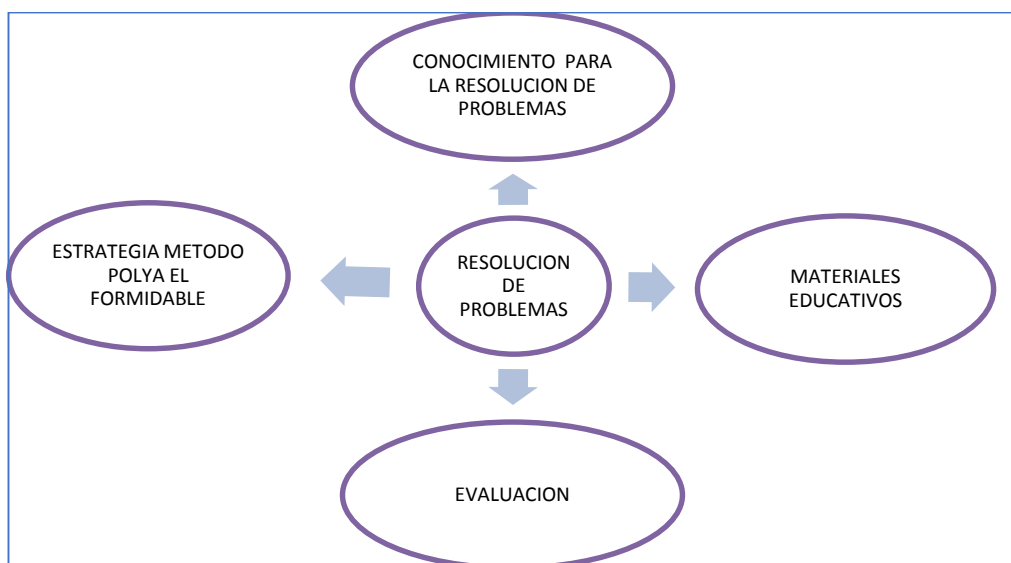 CONOCIMIENTO PARA
LA RESOLUCION DE
PROBLEMAS
ESTRATEGIA METODO
POLYA EL
FORMIDABLE
RESOLUCION
DE
PROBLEMAS
MATERIALES
EDUCATIVOS
EVALUACION